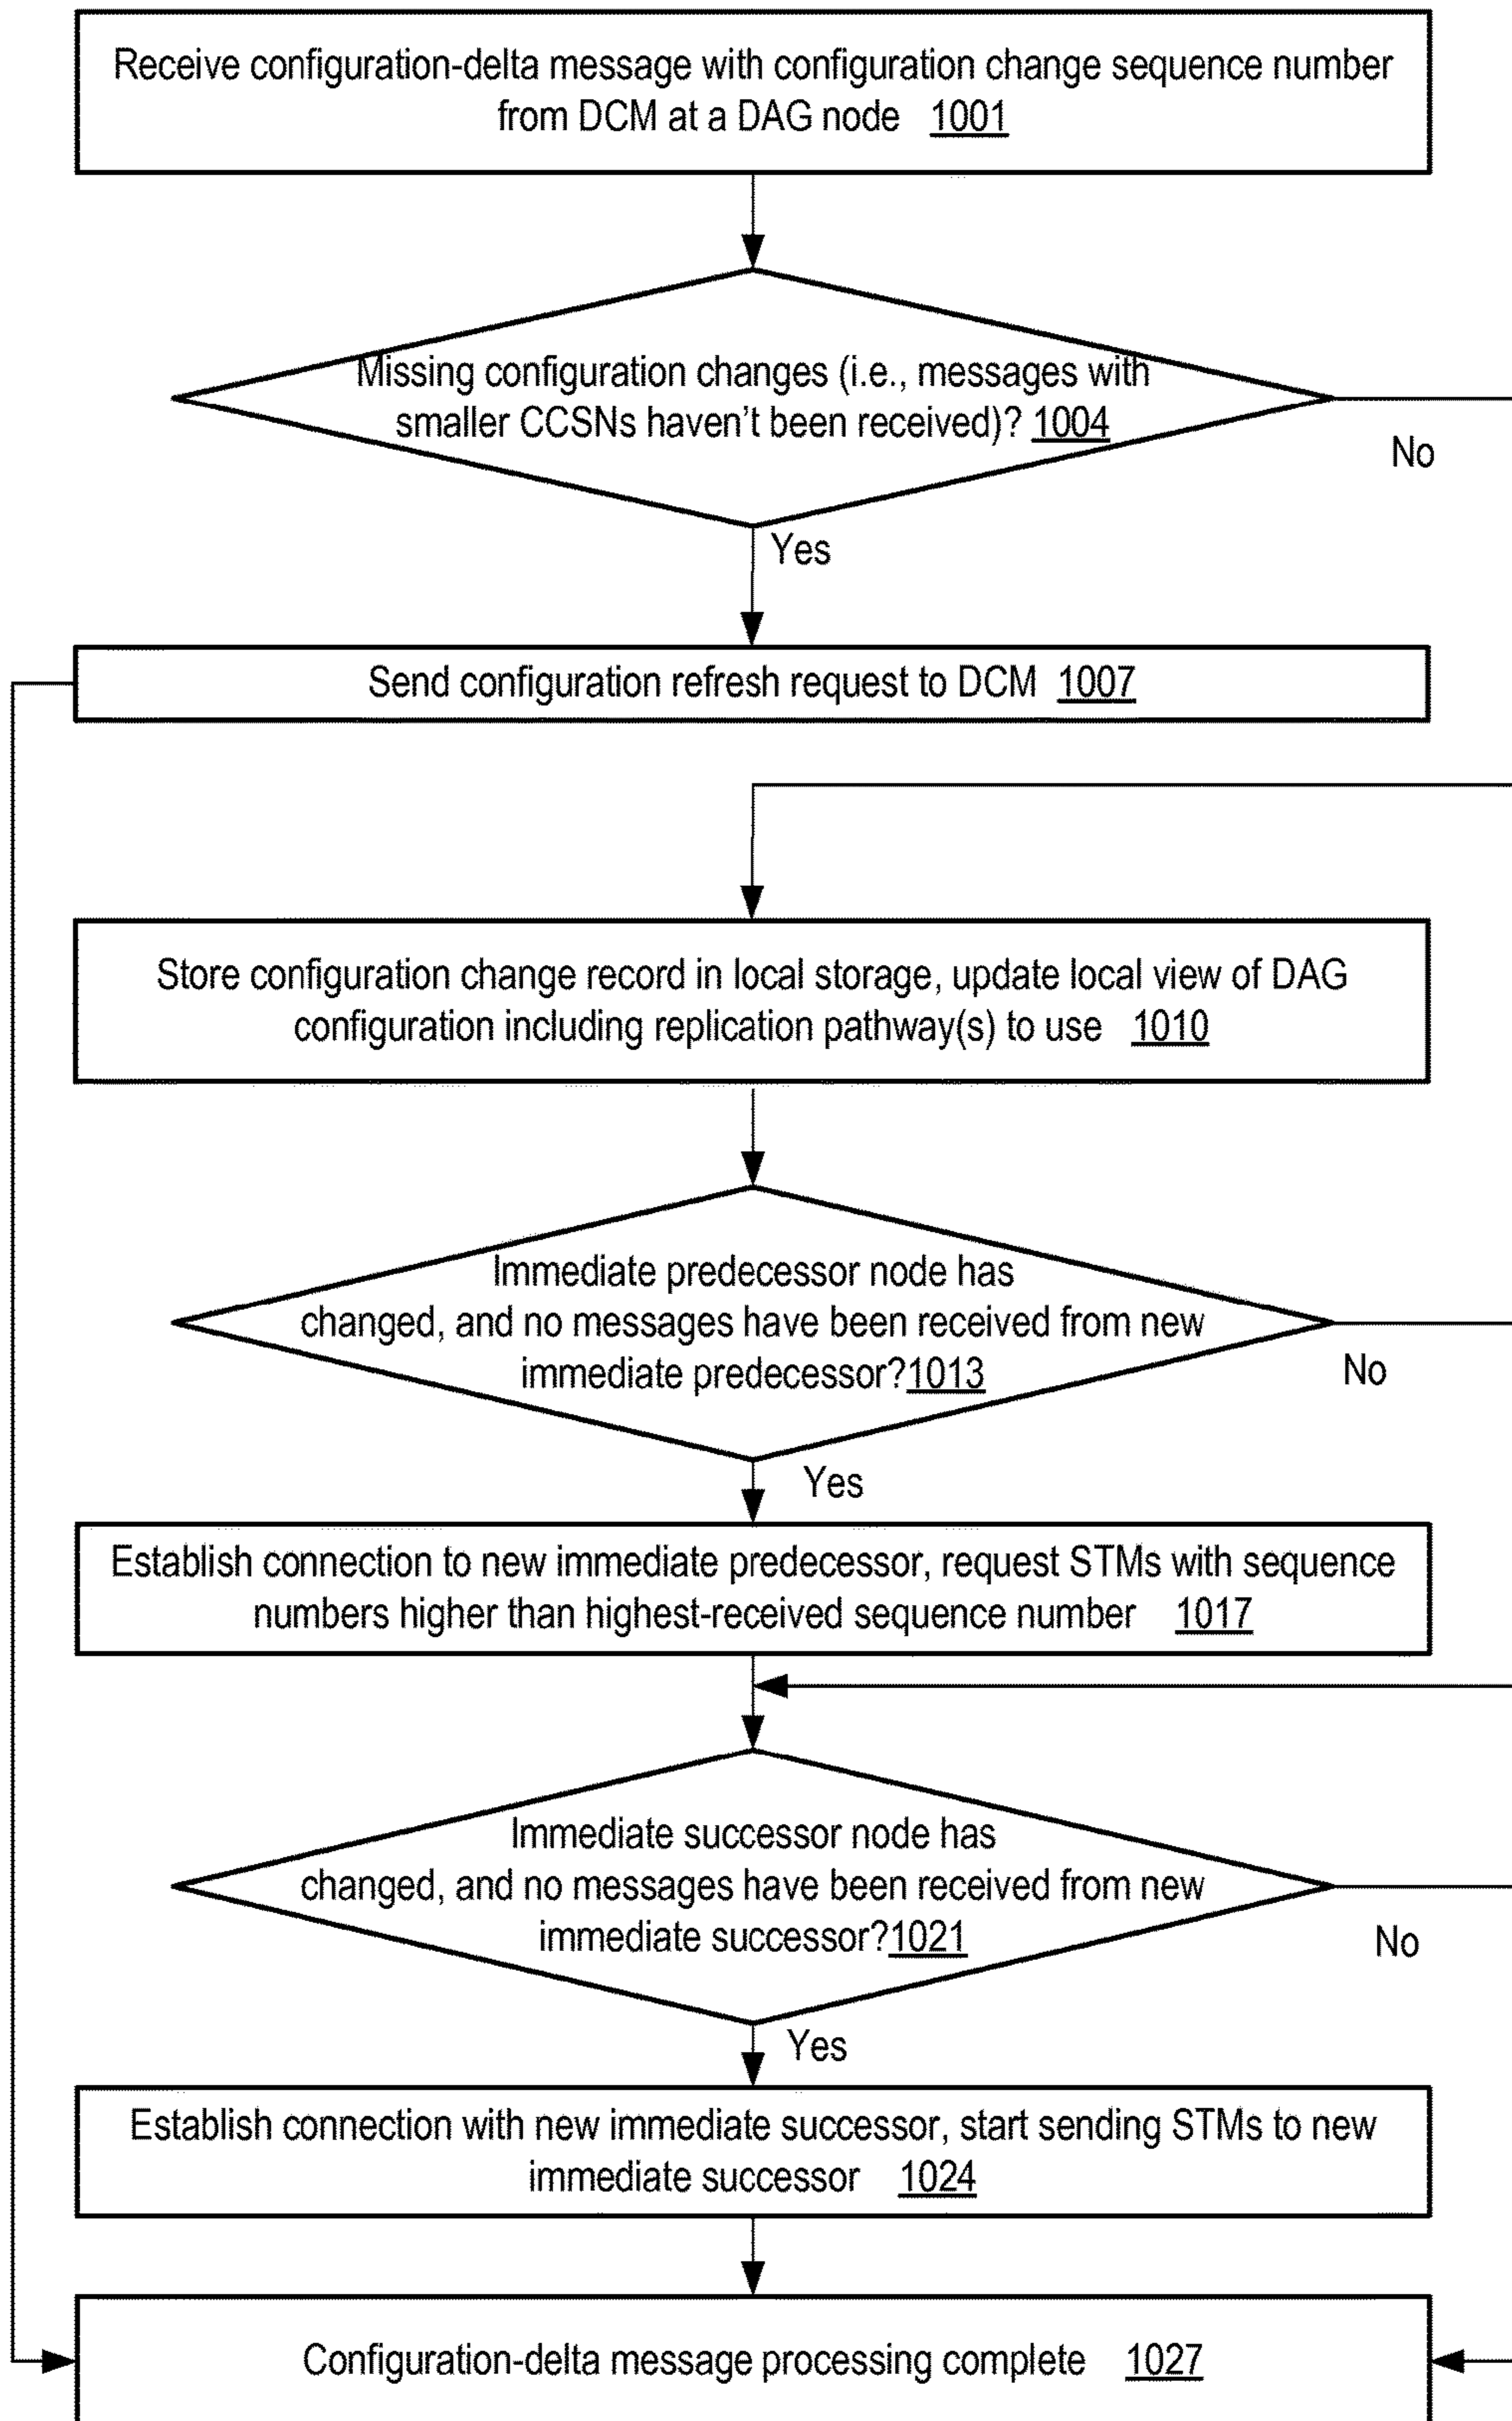 Receive configuration-delta message with configuration change sequence number
from DCM at a DAG node 1001
Missing configuration changes (i.e., messages with
smaller CCSNs haven't been received)? 1004
No
Yes
Send configuration refresh request to DCM 1007
Store configuration change record in local storage, update local view of DAG
configuration including replication pathway(s) to use 1010
Immediate predecessor node has
changed, and no messages have been received from new
immediate predecessor?1013
No
Yes
Establish connection to new immediate predecessor, request STMs with sequence
numbers higher than highest-received sequence number 1017
Immediate successor node has
changed, and no messages have been received from new
immediate successor?1021
No
Yes
Establish connection with new immediate successor, start sending STMs to new
immediate successor 1024
Configuration-delta message processing complete 1027